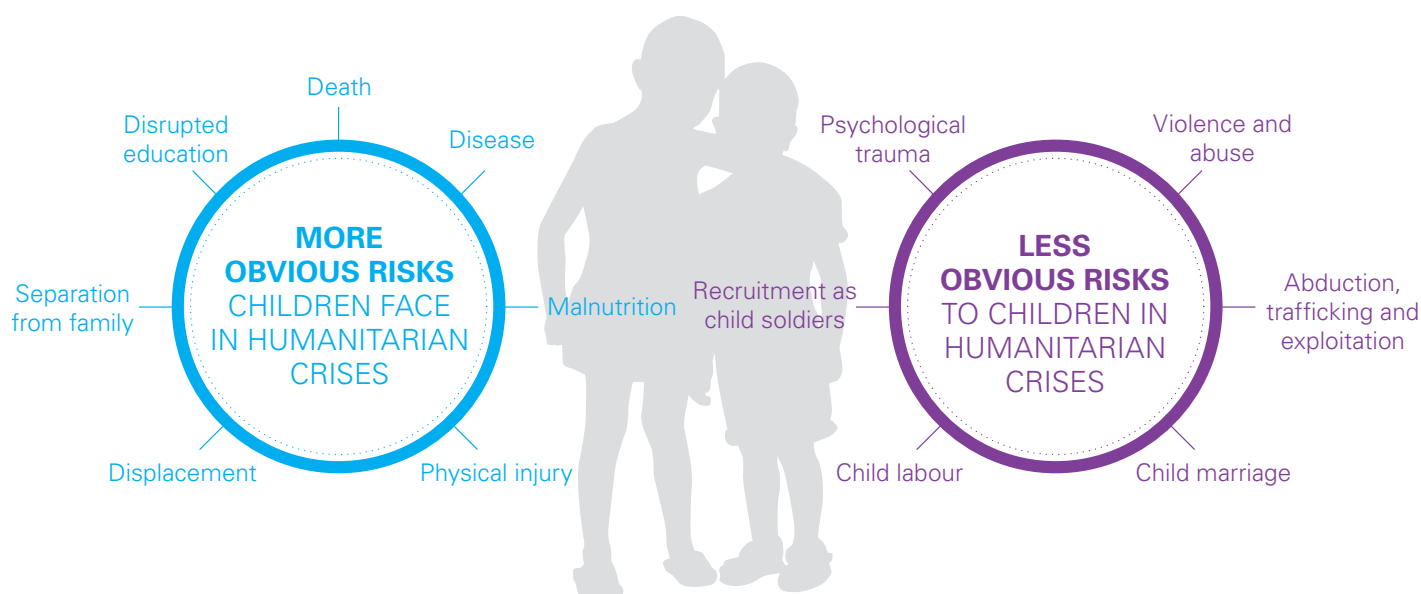 Death
Disrupted
education
Disease
Separation
from family
MORE
OBVIOUS RISKS
CHILDREN FACE
IN HUMANITARIAN
CRISES
Malnutrition
Displacement
Physical injury
Psychological
trauma
Violence and
abuse
Recruitment as
child soldiers
LESS
OBVIOUS RISKS
TO CHILDREN IN
HUMANITARIAN
CRISES
Abduction,
trafficking and
exploitation
Child labour
Child marriage